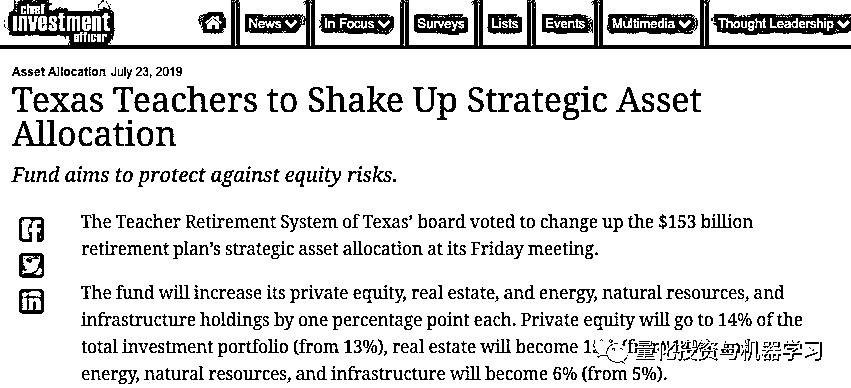 chief
investment
officer
News
In Focus
Surveys
Lists
Events
Multimedia
Thought Leadership
Asset Allocation July 23, 2019
Texas Teachers to Shake Up Strategic Asset
Allocation
Fund aims to protect against equity risks.
The Teacher Retirement System of Texas’ board voted to change up the $153 billion
retirement plan’s strategic asset allocation at its Friday meeting.
The fund will increase its private equity, real estate, and energy, natural resources, and
infrastructure holdings by one percentage point each. Private equity will go to 14% of the
total investment portfolio (from 13%), real estate will become
量化投资与机器学习
energy, natural resources, and infrastructure will become 6% (from 5%).